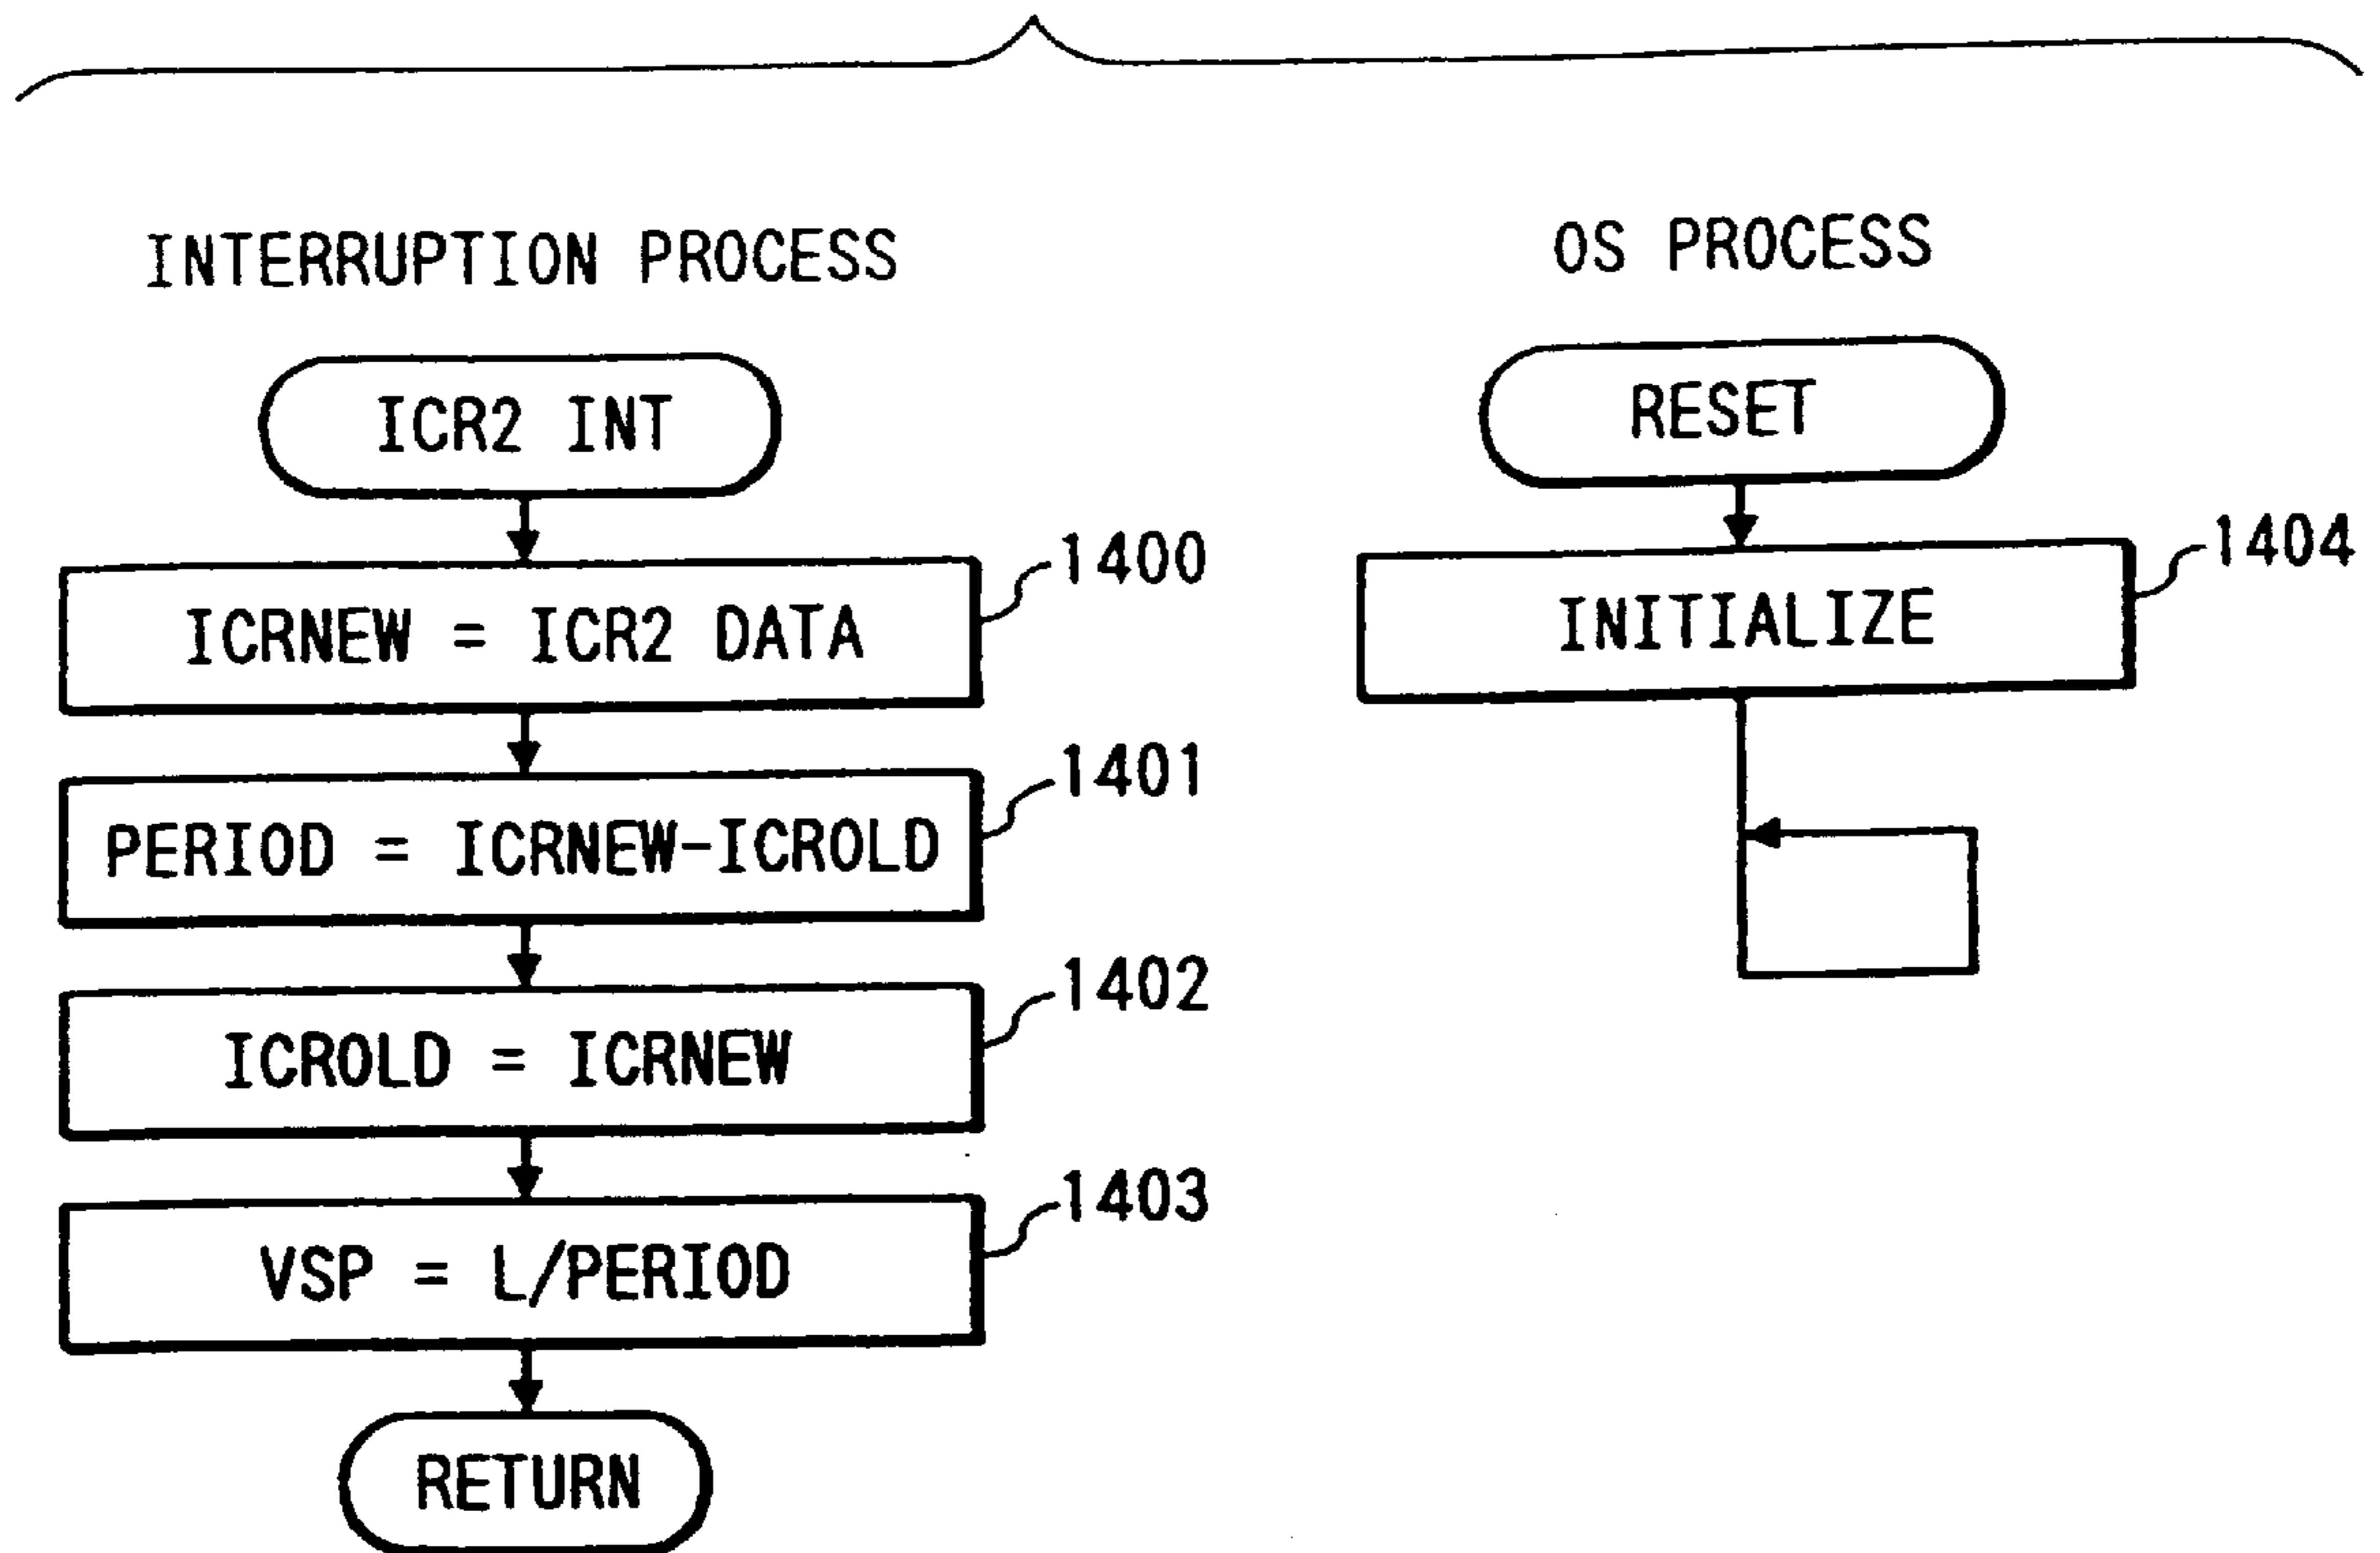 INTERRUPTION PROCESS
ICR2 INT
ICRNEW = ICR2 DATA
1400
PERIOD = ICRNEW-ICROLD
1401
ICROLD = ICRNEW
1402
VSP = L/PERIOD
1403
RETURN
OS PROCESS
RESET
INITIALIZE
1404